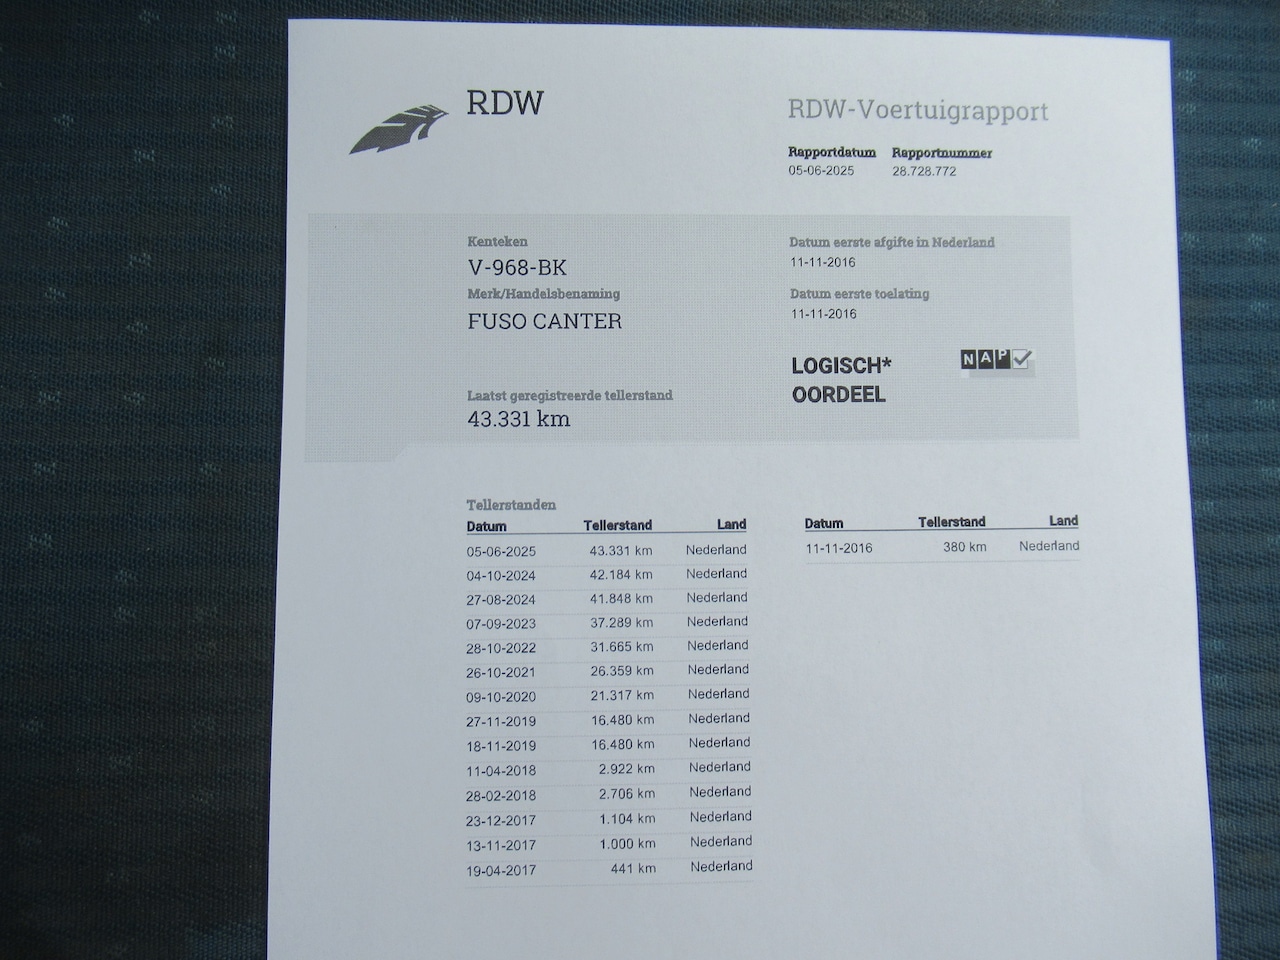 RDW
RDW-Voertuigrapport
Rapportdatum Rapportnummer
05-06-2025 28.728.772
Kenteken
V-968-BK
Merk/Handelsbenaming
FUSO CANTER
Laatst geregistreerde tellerstand
43.331 km
Datum eerste afgifte in Nederland
11-11-2016
Datum eerste toelating
11-11-2016
LOGISCH*
OORDEEL
NAP
Tellerstanden
Datum Tellerstand Land
05-06-2025 43.331 km Nederland
04-10-2024 42.184 km Nederland
27-08-2024 41.848 km Nederland
07-09-2023 37.289 km Nederland
28-10-2022 31.665 km Nederland
26-10-2021 26.359 km Nederland
09-10-2020 21.317 km Nederland
27-11-2019 16.480 km Nederland
18-11-2019 16.480 km Nederland
11-04-2018 2.922 km Nederland
28-02-2018 2.706 km Nederland
23-12-2017 1.104 km Nederland
13-11-2017 1.000 km Nederland
19-04-2017 441 km Nederland
Datum Tellerstand Land
11-11-2016 380 km Nederland